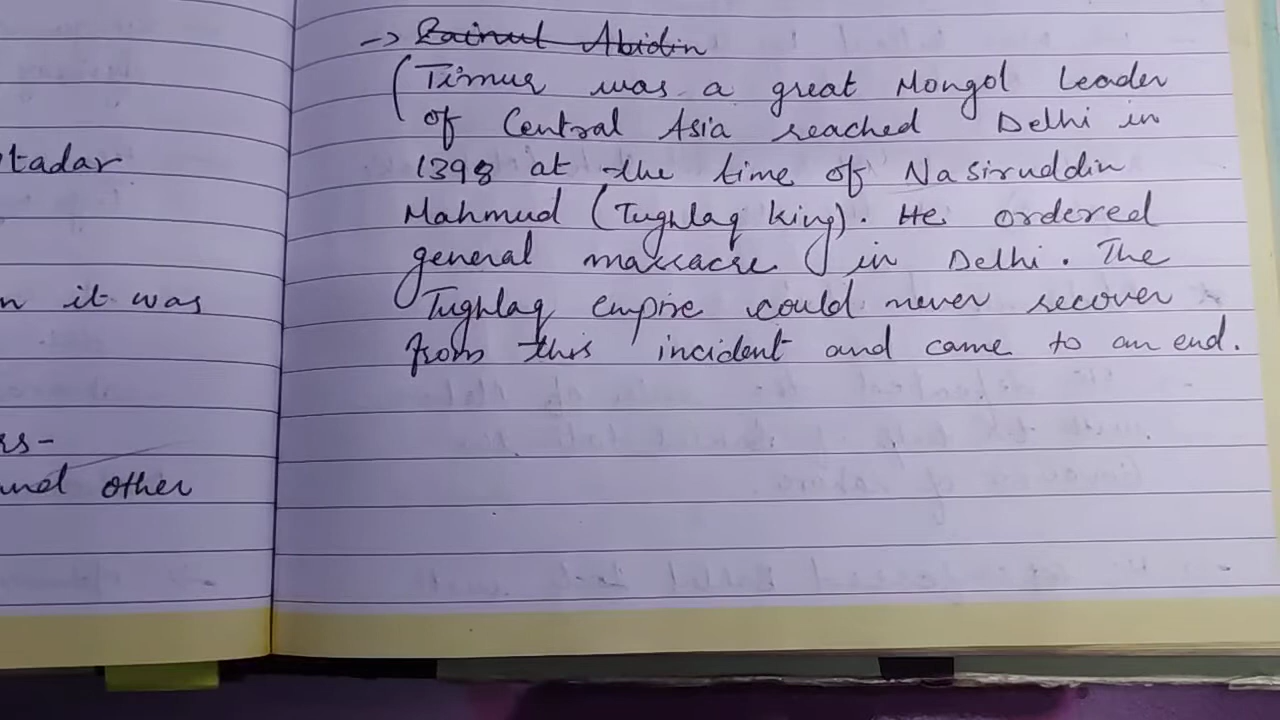 tadar
n it was
rs-
and other
→ Zainul Abidin
(Timur was a great Mongol Leader
of Central Asia reached Delhi in
1398 at the time of Nasiruddin
Mahmud (Tughlaq King). He ordered
general massacre in Delhi. The
Tughlaq empire could never recover
from this incident and came to an end.